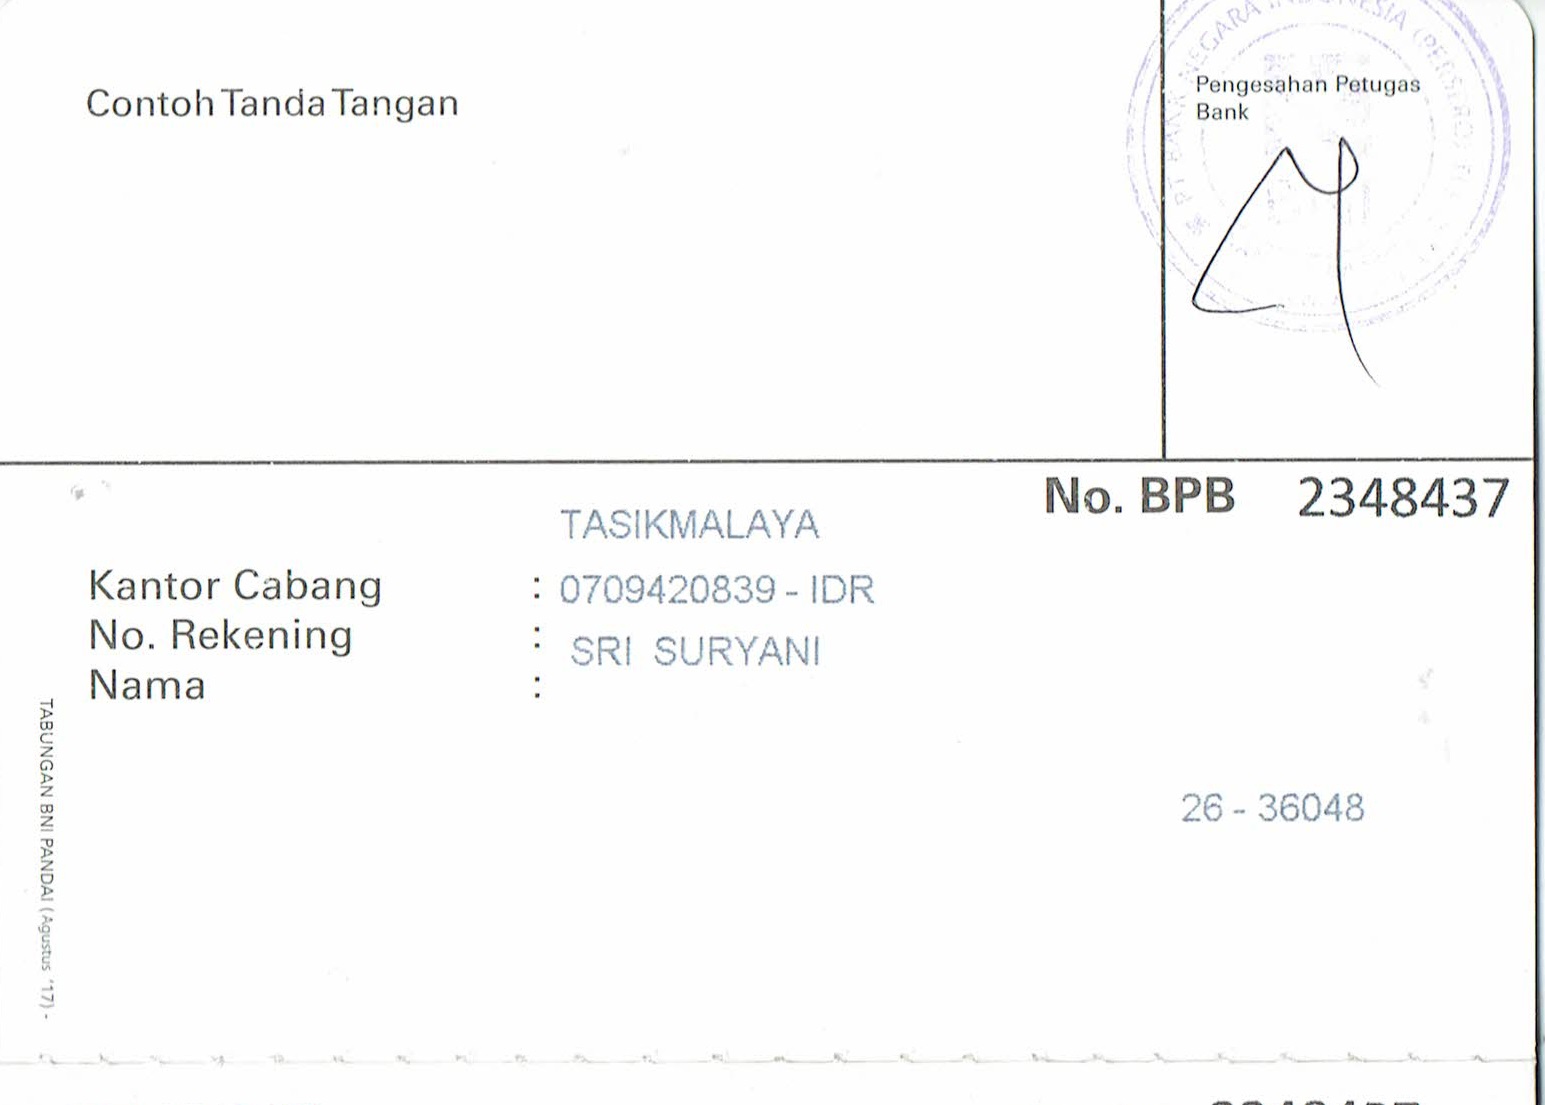 PT BANK NEGARA INDONESIA (PERSERO)
Contoh Tanda Tangan
Pengesahan Petugas
Bank
No. BPB 2348437
TASIKMALAYA
Kantor Cabang : 0709420839 - IDR
No. Rekening :
SRI SURYANI
Nama :
26 - 36048
TABUNGAN BNI PANDAI (Agustus '17) -